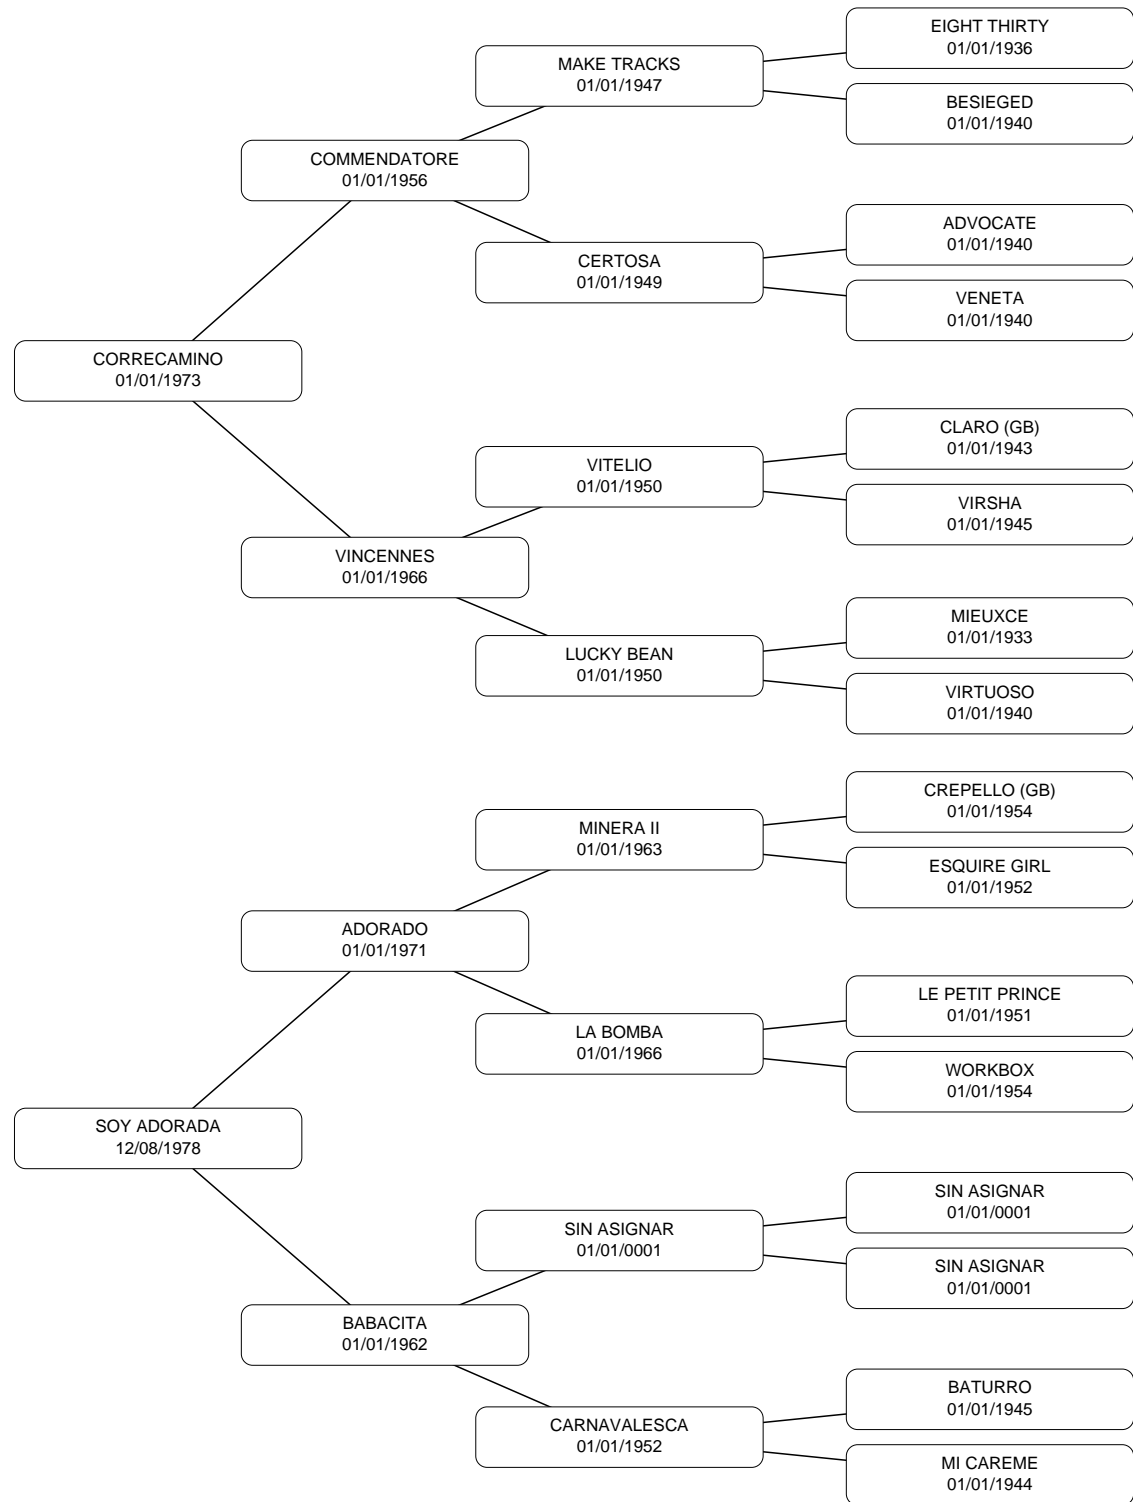 EIGHT THIRTY
01/01/1936
MAKE TRACKS
01/01/1947
BESIEGED
01/01/1940
COMMENDATORE
01/01/1956
ADVOCATE
01/01/1940
CERTOSA
01/01/1949
VENETA
01/01/1940
CORRECAMINO
01/01/1973
CLARO (GB)
01/01/1943
VITELIO
01/01/1950
VIRSHA
01/01/1945
VINCENNES
01/01/1966
MIEUXCE
01/01/1933
LUCKY BEAN
01/01/1950
VIRTUOSO
01/01/1940
CREPELLO (GB)
01/01/1954
MINERA II
01/01/1963
ESQUIRE GIRL
01/01/1952
ADORADO
01/01/1971
LE PETIT PRINCE
01/01/1951
LA BOMBA
01/01/1966
WORKBOX
01/01/1954
SOY ADORADA
12/08/1978
SIN ASIGNAR
01/01/0001
SIN ASIGNAR
01/01/0001
SIN ASIGNAR
01/01/0001
BABACITA
01/01/1962
BATURRO
01/01/1945
CARNAVALESCA
01/01/1952
MI CAREME
01/01/1944